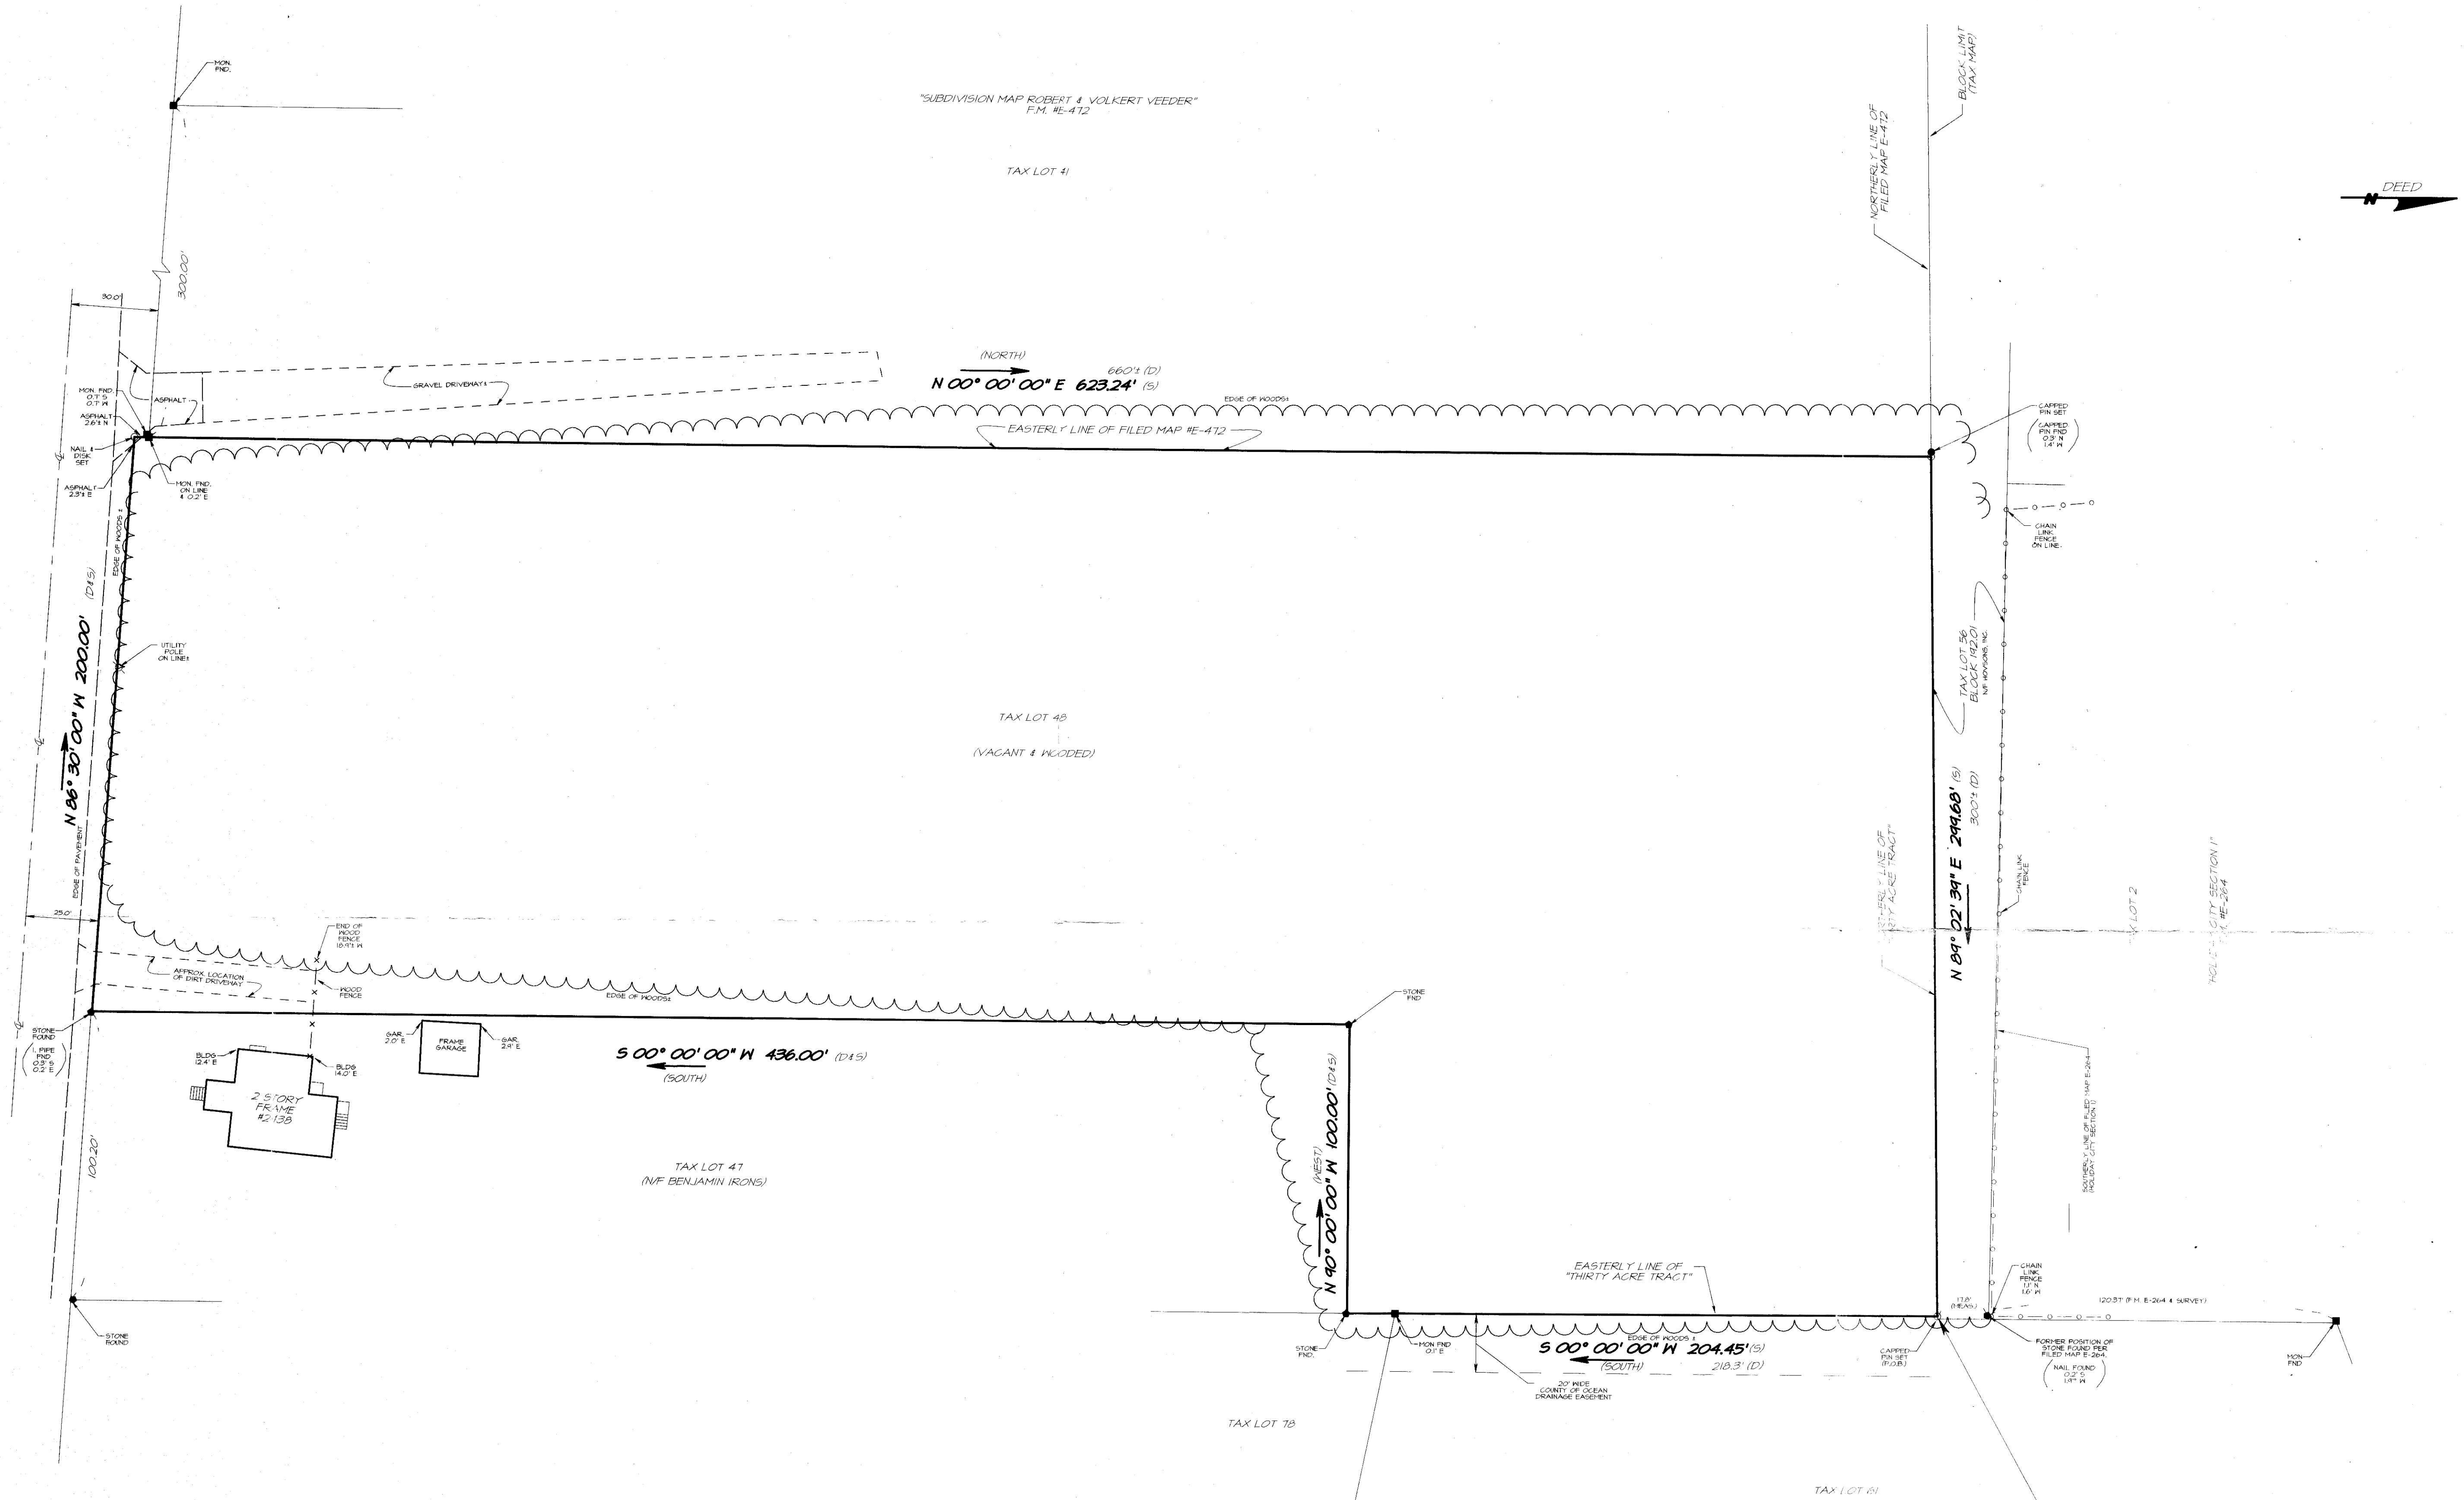 MON.
FND.
"SUBDIVISION MAP ROBERT & VOLKERT VEEDER"
F.M. #E-472
TAX LOT 41
NORTHERLY LINE OF
FILED MAP E-472
BLOCK LIMIT
(TAX MAP)
DEED
N
300.00'
30.0'
(NORTH)
660'± (D)
N 00° 00' 00" E 623.24' (S)
GRAVEL DRIVEWAY±
ASPHALT
MON. FND.
0.7' S
0.7' W
ASPHALT
2.6'± N
NAIL &
DISK
SET
ASPHALT
2.3'± E
MON. FND.
ON LINE
& 0.2' E
EDGE OF WOODS±
EASTERLY LINE OF FILED MAP #E-472
CAPPED
PIN SET
(CAPPED
PIN FND
0.3' N
1.4' W)
CHAIN
LINK
FENCE
ON LINE
EDGE OF WOODS ±
N 86° 30' 00" W 200.00' (D&S)
EDGE OF PAVEMENT
UTILITY
POLE
ON LINE±
TAX LOT 48
(VACANT & WOODED)
TAX LOT 56
BLOCK 192.01
N/F HOVSONS, INC.
N 89° 02' 39" E 299.68' (S)
300'± (D)
ACRE TRACT"
CHAIN LINK
FENCE
LOT 2
CITY SECTION 1"
#E-264
25.0'
END OF
WOOD
FENCE
18.9'± W
APPROX. LOCATION
OF DIRT DRIVEWAY
WOOD
FENCE
EDGE OF WOODS±
STONE
FND
STONE
FOUND
(I. PIPE
FND
0.3' S
0.2' E)
BLDG
12.4' E
BLDG
14.0' E
GAR.
2.0' E
FRAME
GARAGE
GAR.
2.9' E
S 00° 00' 00" W 436.00' (D&S)
(SOUTH)
2 STORY
FRAME
#2138
100.20'
TAX LOT 47
(N/F BENJAMIN IRONS)
(WEST)
N 90° 00' 00" W 100.00' (D&S)
SOUTHERLY LINE OF FILED MAP E-264
(HOLIDAY CITY SECTION 1)
EASTERLY LINE OF
"THIRTY ACRE TRACT"
17.8'
(MEAS)
CHAIN
LINK
FENCE
1.1' N
1.6' W
120.37' (F.M. E-264 & SURVEY)
STONE
FOUND
STONE
FND.
MON FND
0.1' E
EDGE OF WOODS ±
S 00° 00' 00" W 204.45' (S)
(SOUTH)
218.3' (D)
CAPPED
PIN SET
(P.O.B.)
FORMER POSITION OF
STONE FOUND PER
FILED MAP E-264.
(NAIL FOUND
0.2' S
1.9' W)
MON
FND
20' WIDE
COUNTY OF OCEAN
DRAINAGE EASEMENT
TAX LOT 78
TAX LOT 61